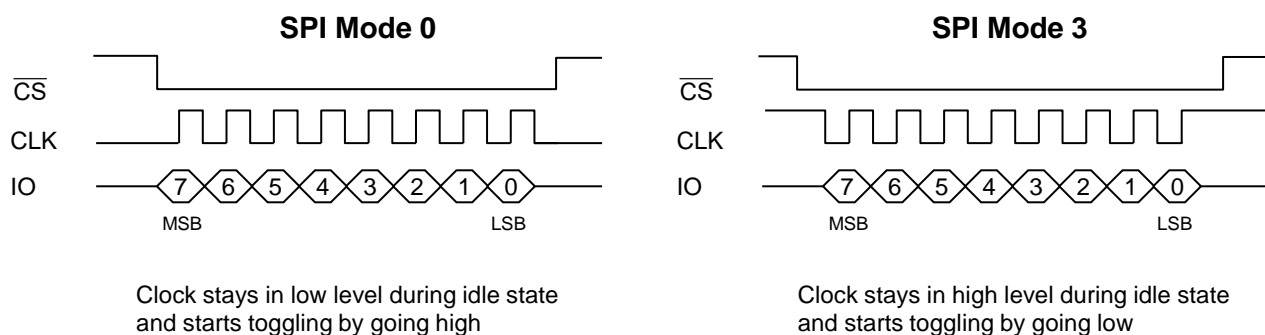 SPI Mode 0
CS
CLK
IO
7 6 5 4 3 2 1 0
MSB LSB
Clock stays in low level during idle state
and starts toggling by going high
SPI Mode 3
CS
CLK
IO
7 6 5 4 3 2 1 0
MSB LSB
Clock stays in high level during idle state
and starts toggling by going low